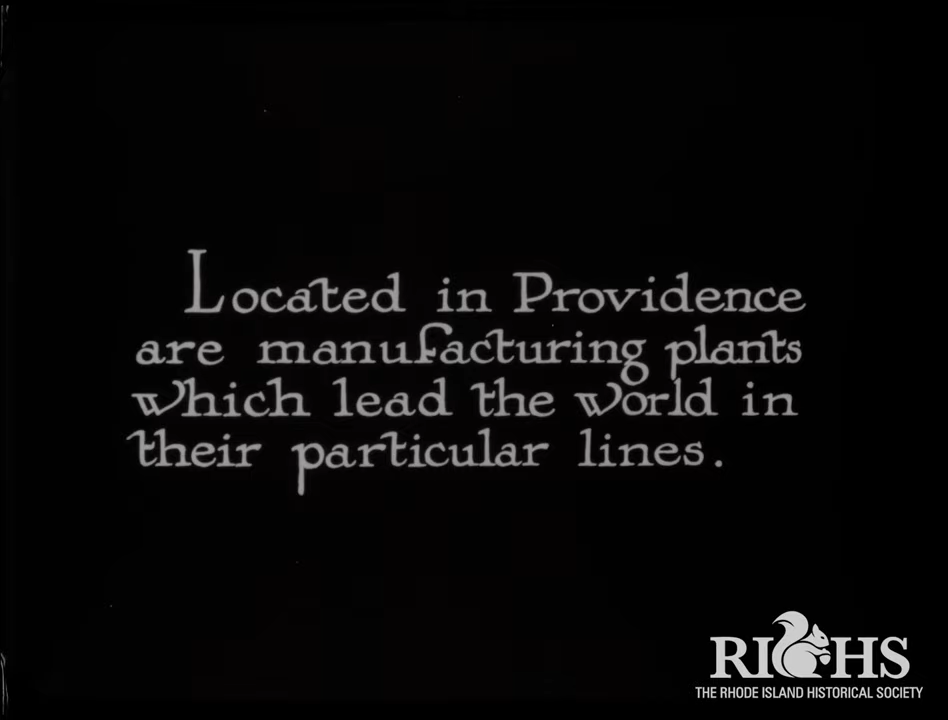 Located in Providence
are manufacturing plants
which lead the world in
their particular lines.
RIHS
THE RHODE ISLAND HISTORICAL SOCIETY